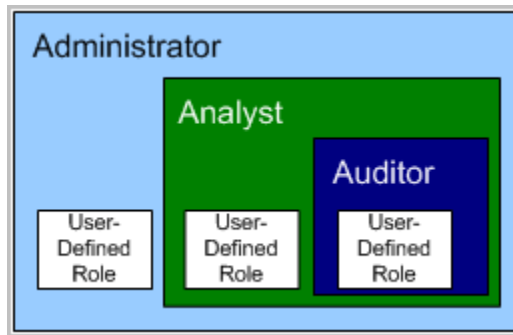 Administrator
Analyst
Auditor
User-
Defined
Role
User-
Defined
Role
User-
Defined
Role